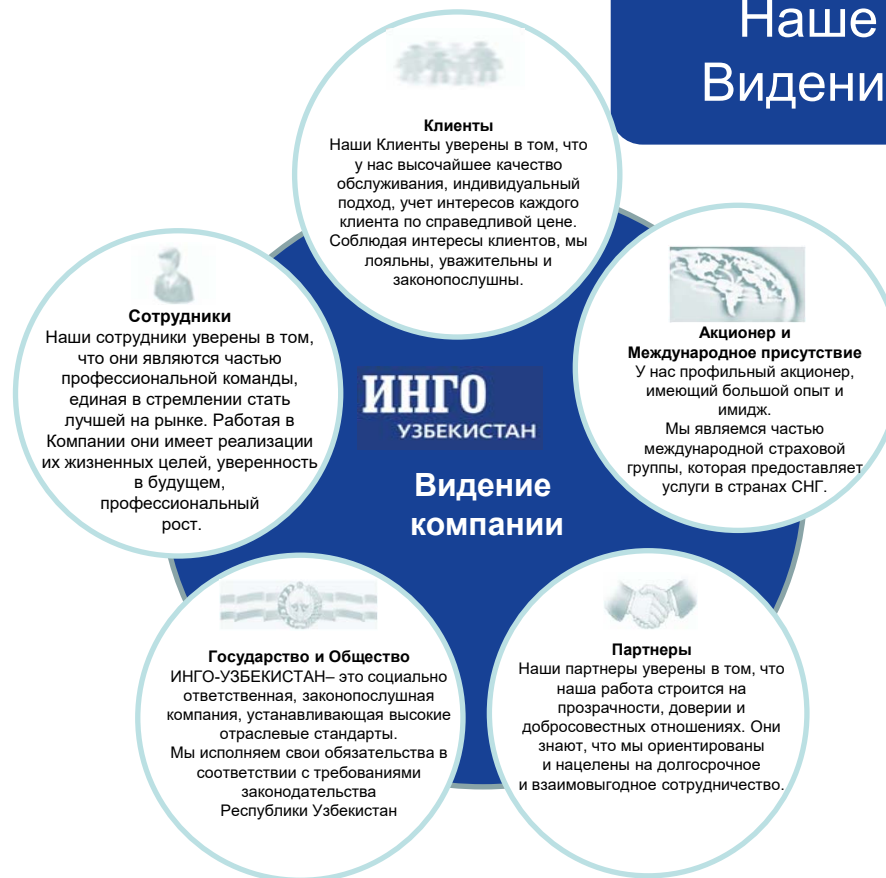 Наше
Видени
Клиенты
Наши Клиенты уверены в том, что
у нас высочайшее качество
обслуживания, индивидуальный
подход, учет интересов каждого
клиента по справедливой цене.
Соблюдая интересы клиентов, мы
лояльны, уважительны и
законопослушны.
Сотрудники
Наши сотрудники уверены в том,
что они являются частью
профессиональной команды,
единая в стремлении стать
лучшей на рынке. Работая в
Компании они имеет реализации
их жизненных целей, уверенность
в будущем,
профессиональный
рост.
Акционер и
Международное присутствие
У нас профильный акционер,
имеющий большой опыт и
имидж.
Мы являемся частью
международной страховой
группы, которая предоставляет
услуги в странах СНГ.
ИНГО
УЗБЕКИСТАН
Видение
компании
Государство и Общество
ИНГО-УЗБЕКИСТАН– это социально
ответственная, законопослушная
компания, устанавливающая высокие
отраслевые стандарты.
Мы исполняем свои обязательства в
соответствии с требованиями
законодательства
Республики Узбекистан
Партнеры
Наши партнеры уверены в том, что
наша работа строится на
прозрачности, доверии и
добросовестных отношениях. Они
знают, что мы ориентированы
и нацелены на долгосрочное
и взаимовыгодное сотрудничество.